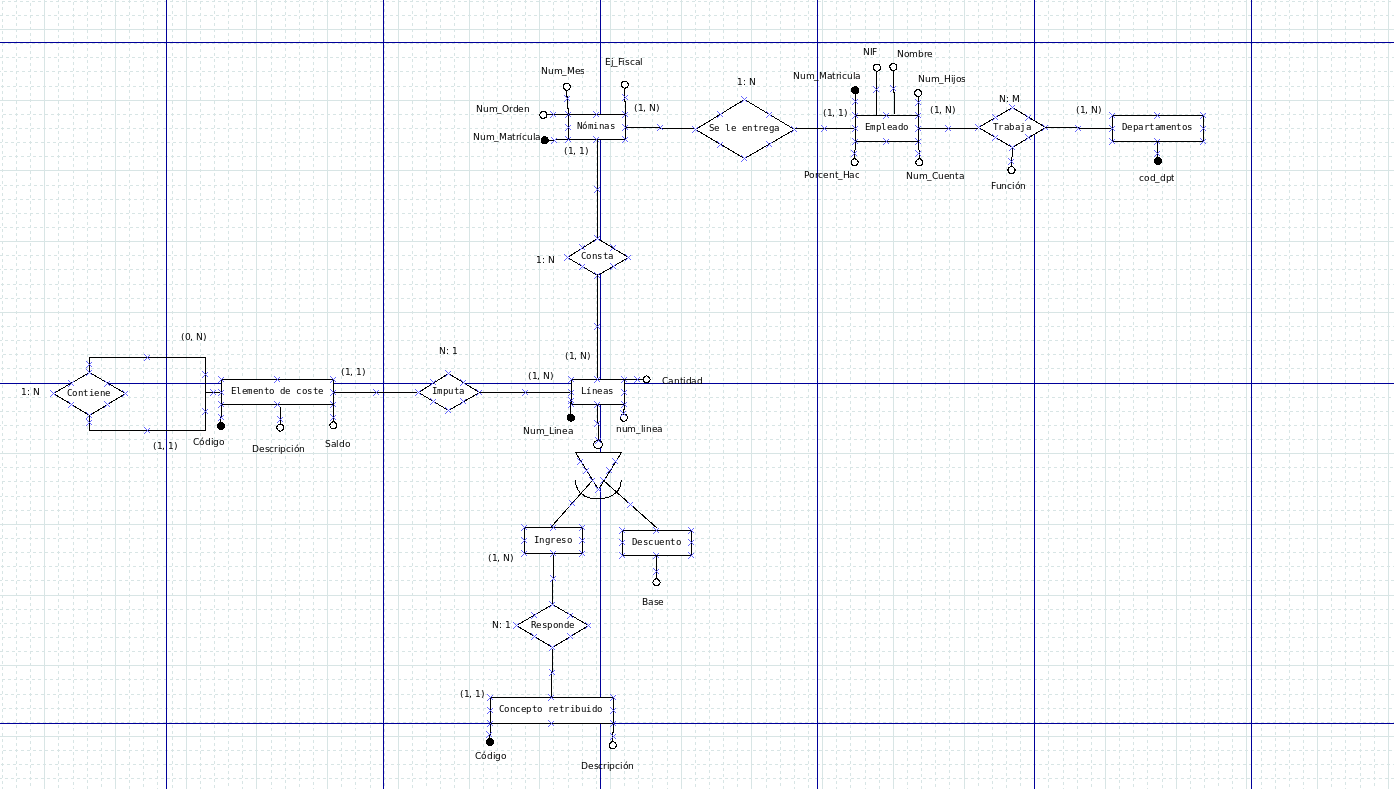 NIF
Nombre
Ej_Fiscal
Num_Mes
Num_Matricula
Num_Hijos
1: N
Num_Orden
(1, N)
(1, 1)
(1, N)
N: M
(1, N)
Nóminas
Se le entrega
Empleado
Trabaja
Departamentos
Num_Matrícula
(1, 1)
Porcent_Hac
Num_Cuenta
Función
cod_dpt
1: N
Consta
(0, N)
N: 1
(1, N)
(1, 1)
(1, N)
Cantidad
1: N
Contiene
Elemento de coste
Imputa
Líneas
(1, 1)
Código
Descripción
Saldo
Num_Linea
num_linea
Ingreso
Descuento
(1, N)
Base
N: 1
Responde
(1, 1)
Concepto retribuido
Código
Descripción